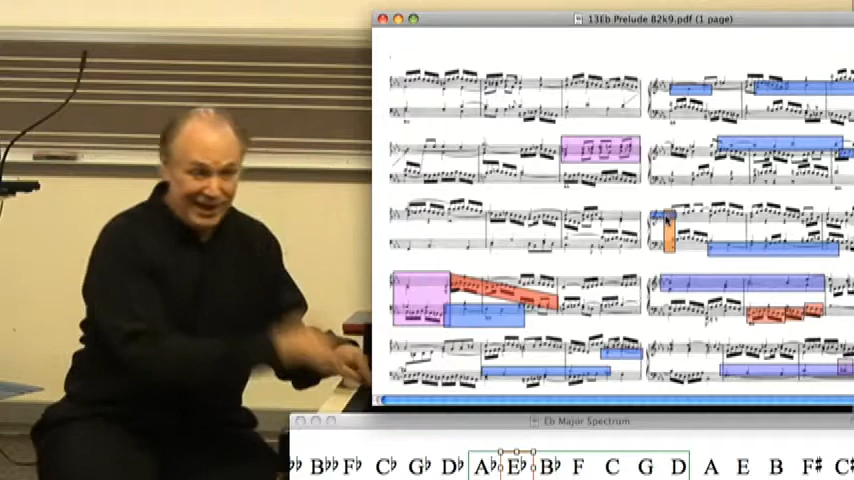 13Eb Prelude 82k9.pdf (1 page)
Eb Major Spectrum
B𝄫 F♭ C♭ G♭ D♭ A♭ E♭ B♭ F C G D A E B F♯ C♯